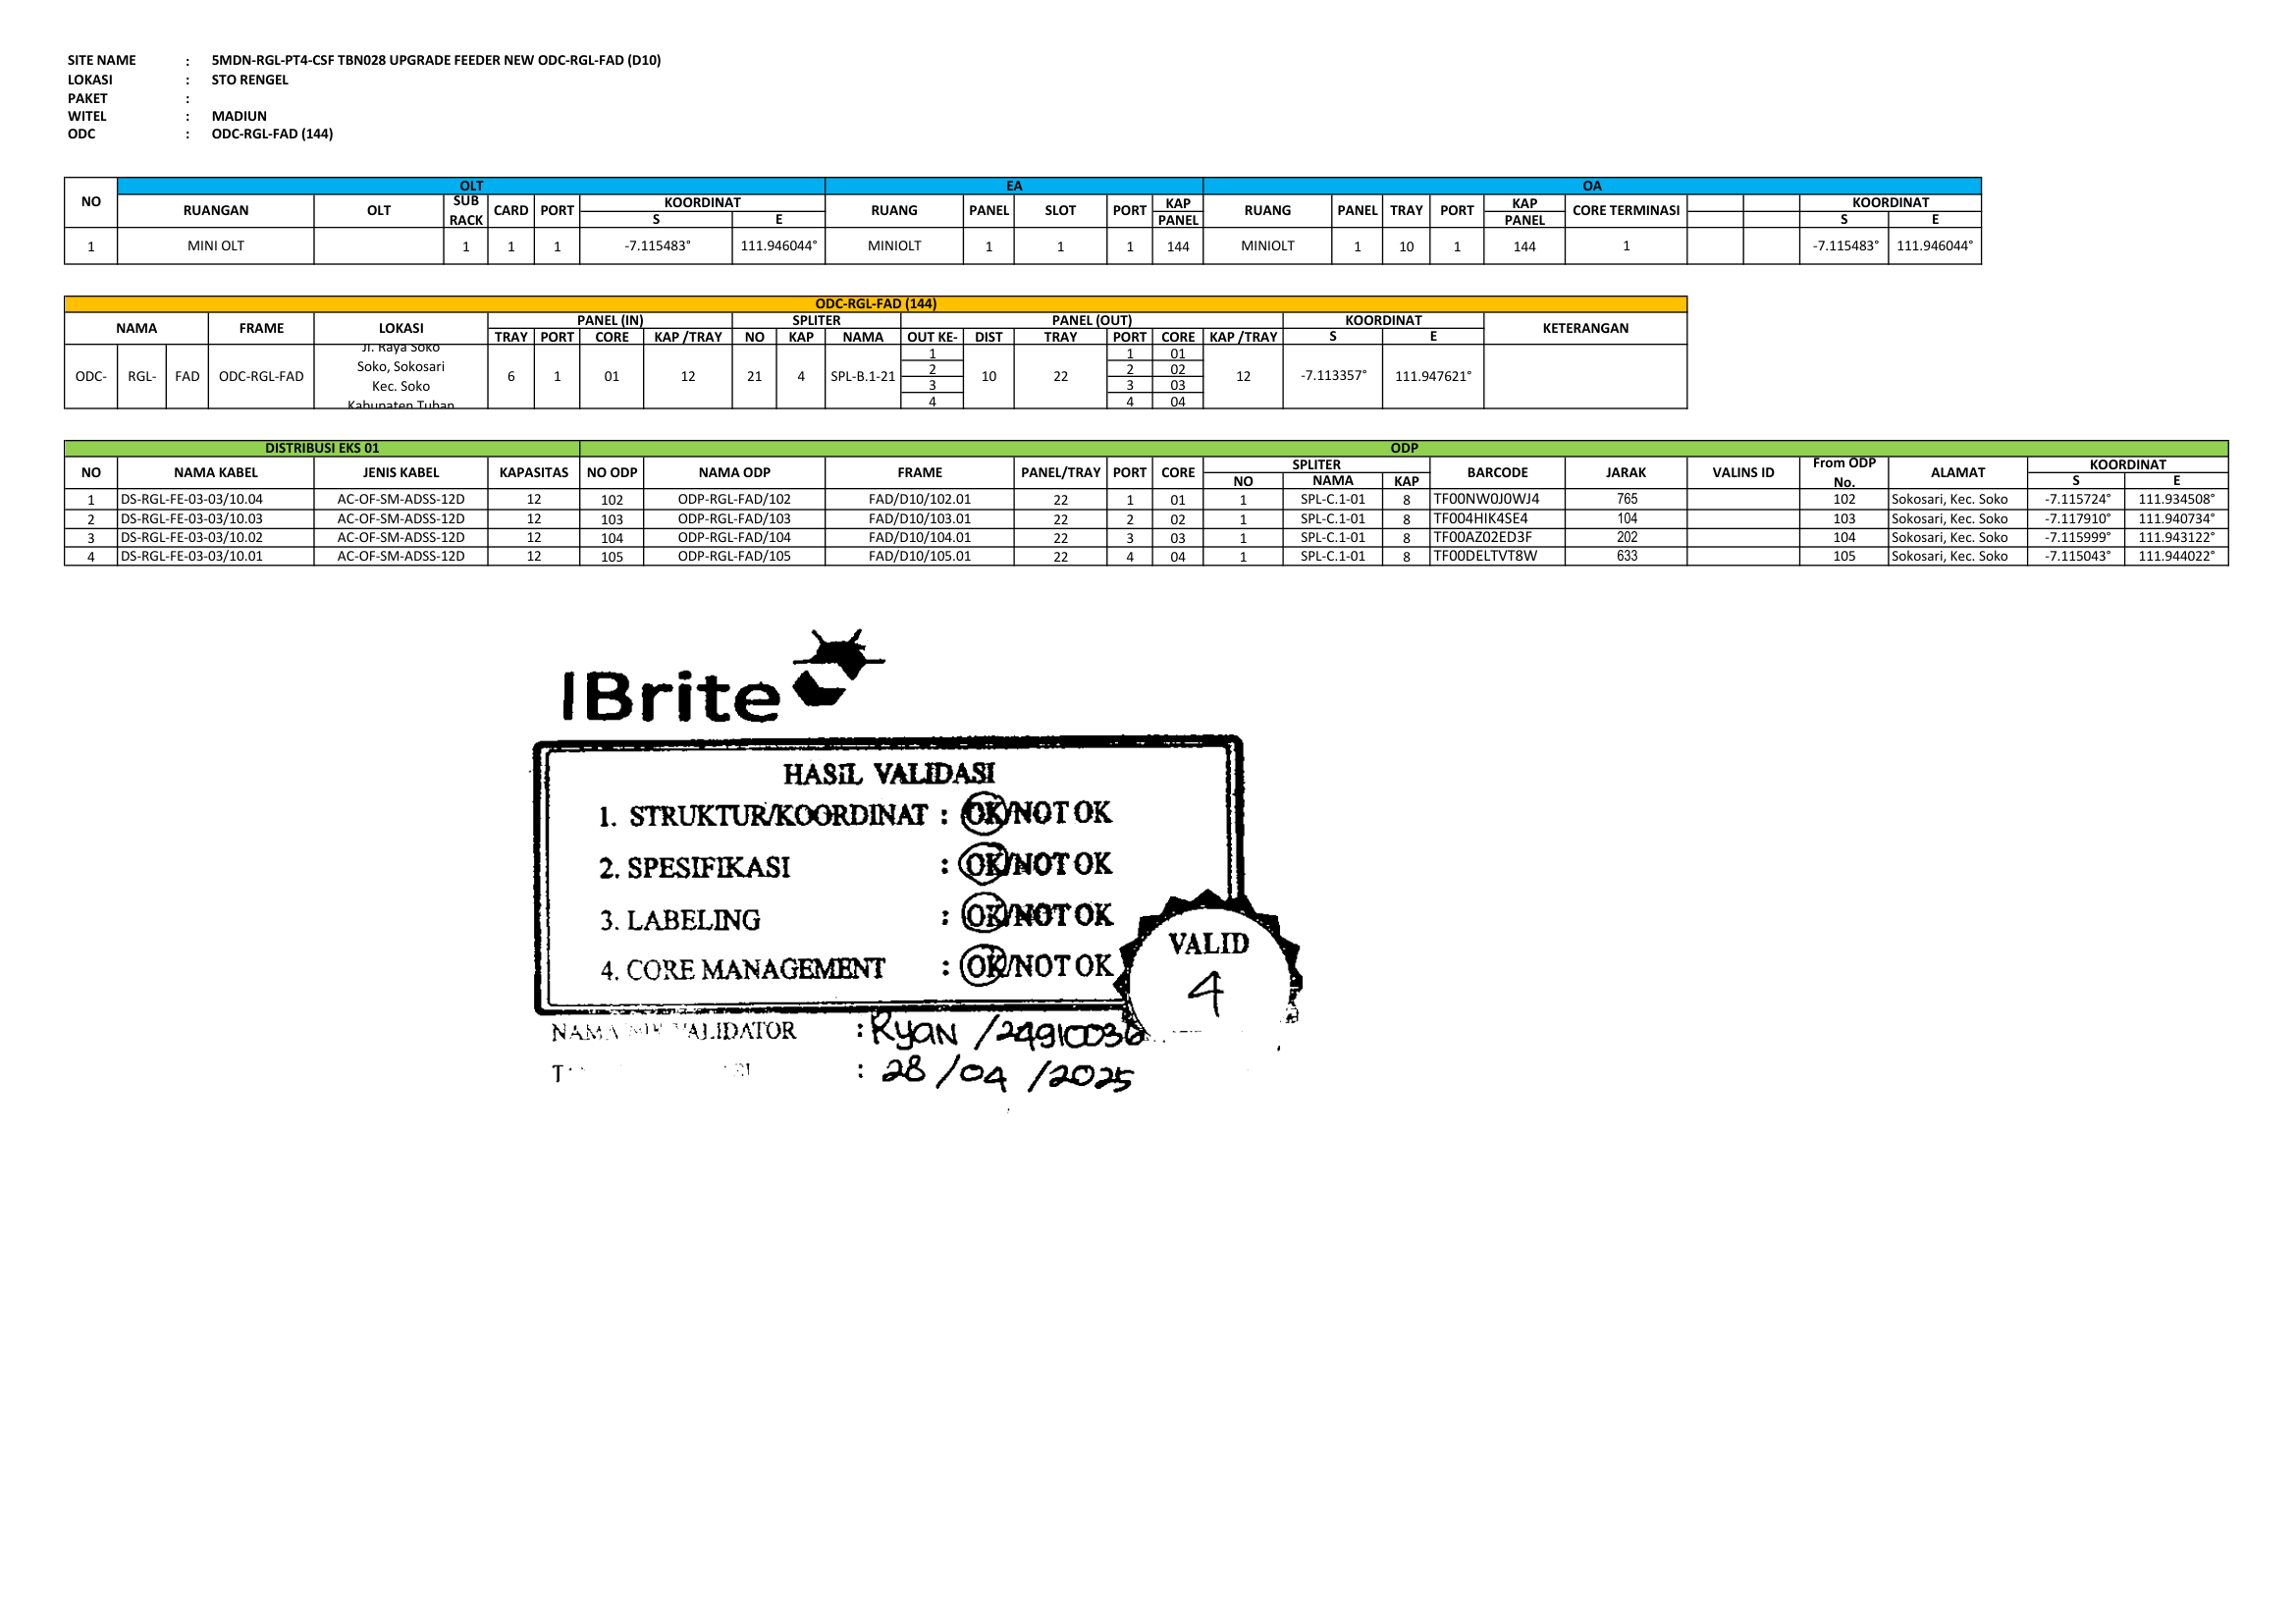 SITE NAME : 5MDN-RGL-PT4-CSF TBN028 UPGRADE FEEDER NEW ODC-RGL-FAD (D10)
LOKASI : STO RENGEL
PAKET :
WITEL : MADIUN
ODC : ODC-RGL-FAD (144)
NO OLT EA OA
RUANGAN OLT SUB RACK CARD PORT KOORDINAT S E RUANG PANEL SLOT PORT KAP PANEL RUANG PANEL TRAY PORT KAP PANEL CORE TERMINASI KOORDINAT S E
1 MINI OLT 1 1 1 -7.115483° 111.946044° MINIOLT 1 1 1 144 MINIOLT 1 10 1 144 1 -7.115483° 111.946044°
ODC-RGL-FAD (144)
NAMA FRAME LOKASI PANEL (IN) SPLITER PANEL (OUT) KOORDINAT KETERANGAN
TRAY PORT CORE KAP /TRAY NO KAP NAMA OUT KE- DIST TRAY PORT CORE KAP /TRAY S E
ODC- RGL- FAD ODC-RGL-FAD Jl. Raya Soko Soko, Sokosari Kec. Soko Kabupaten Tuban 6 1 01 12 21 4 SPL-B.1-21 10 22 12 -7.113357° 111.947621°
1 1 01
2 2 02
3 3 03
4 4 04
DISTRIBUSI EKS 01 ODP
NO NAMA KABEL JENIS KABEL KAPASITAS NO ODP NAMA ODP FRAME PANEL/TRAY PORT CORE SPLITER NO NAMA KAP BARCODE JARAK VALINS ID From ODP No. ALAMAT KOORDINAT S E
1 DS-RGL-FE-03-03/10.04 AC-OF-SM-ADSS-12D 12 102 ODP-RGL-FAD/102 FAD/D10/102.01 22 1 01 1 SPL-C.1-01 8 TF00NW0J0WJ4 765 102 Sokosari, Kec. Soko -7.115724° 111.934508°
2 DS-RGL-FE-03-03/10.03 AC-OF-SM-ADSS-12D 12 103 ODP-RGL-FAD/103 FAD/D10/103.01 22 2 02 1 SPL-C.1-01 8 TF004HIK4SE4 104 103 Sokosari, Kec. Soko -7.117910° 111.940734°
3 DS-RGL-FE-03-03/10.02 AC-OF-SM-ADSS-12D 12 104 ODP-RGL-FAD/104 FAD/D10/104.01 22 3 03 1 SPL-C.1-01 8 TF00AZ02ED3F 202 104 Sokosari, Kec. Soko -7.115999° 111.943122°
4 DS-RGL-FE-03-03/10.01 AC-OF-SM-ADSS-12D 12 105 ODP-RGL-FAD/105 FAD/D10/105.01 22 4 04 1 SPL-C.1-01 8 TF00DELTVT8W 633 105 Sokosari, Kec. Soko -7.115043° 111.944022°
IBrite
HASIL VALIDASI
1. STRUKTUR/KOORDINAT : OK/NOT OK
2. SPESIFIKASI : OK/NOT OK
3. LABELING : OK/NOT OK
4. CORE MANAGEMENT : OK/NOT OK
VALID
4
NAMA VALIDATOR : Ryan /24910036
: 28/04/2025